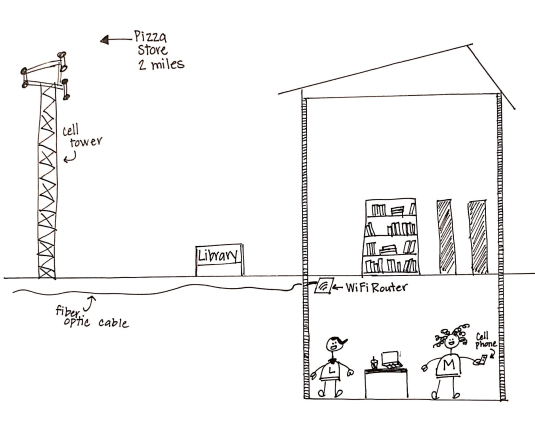 Pizza
Store
2 miles
cell
tower
Library
WiFi Router
fiber
optic cable
Cell
phone
L
M